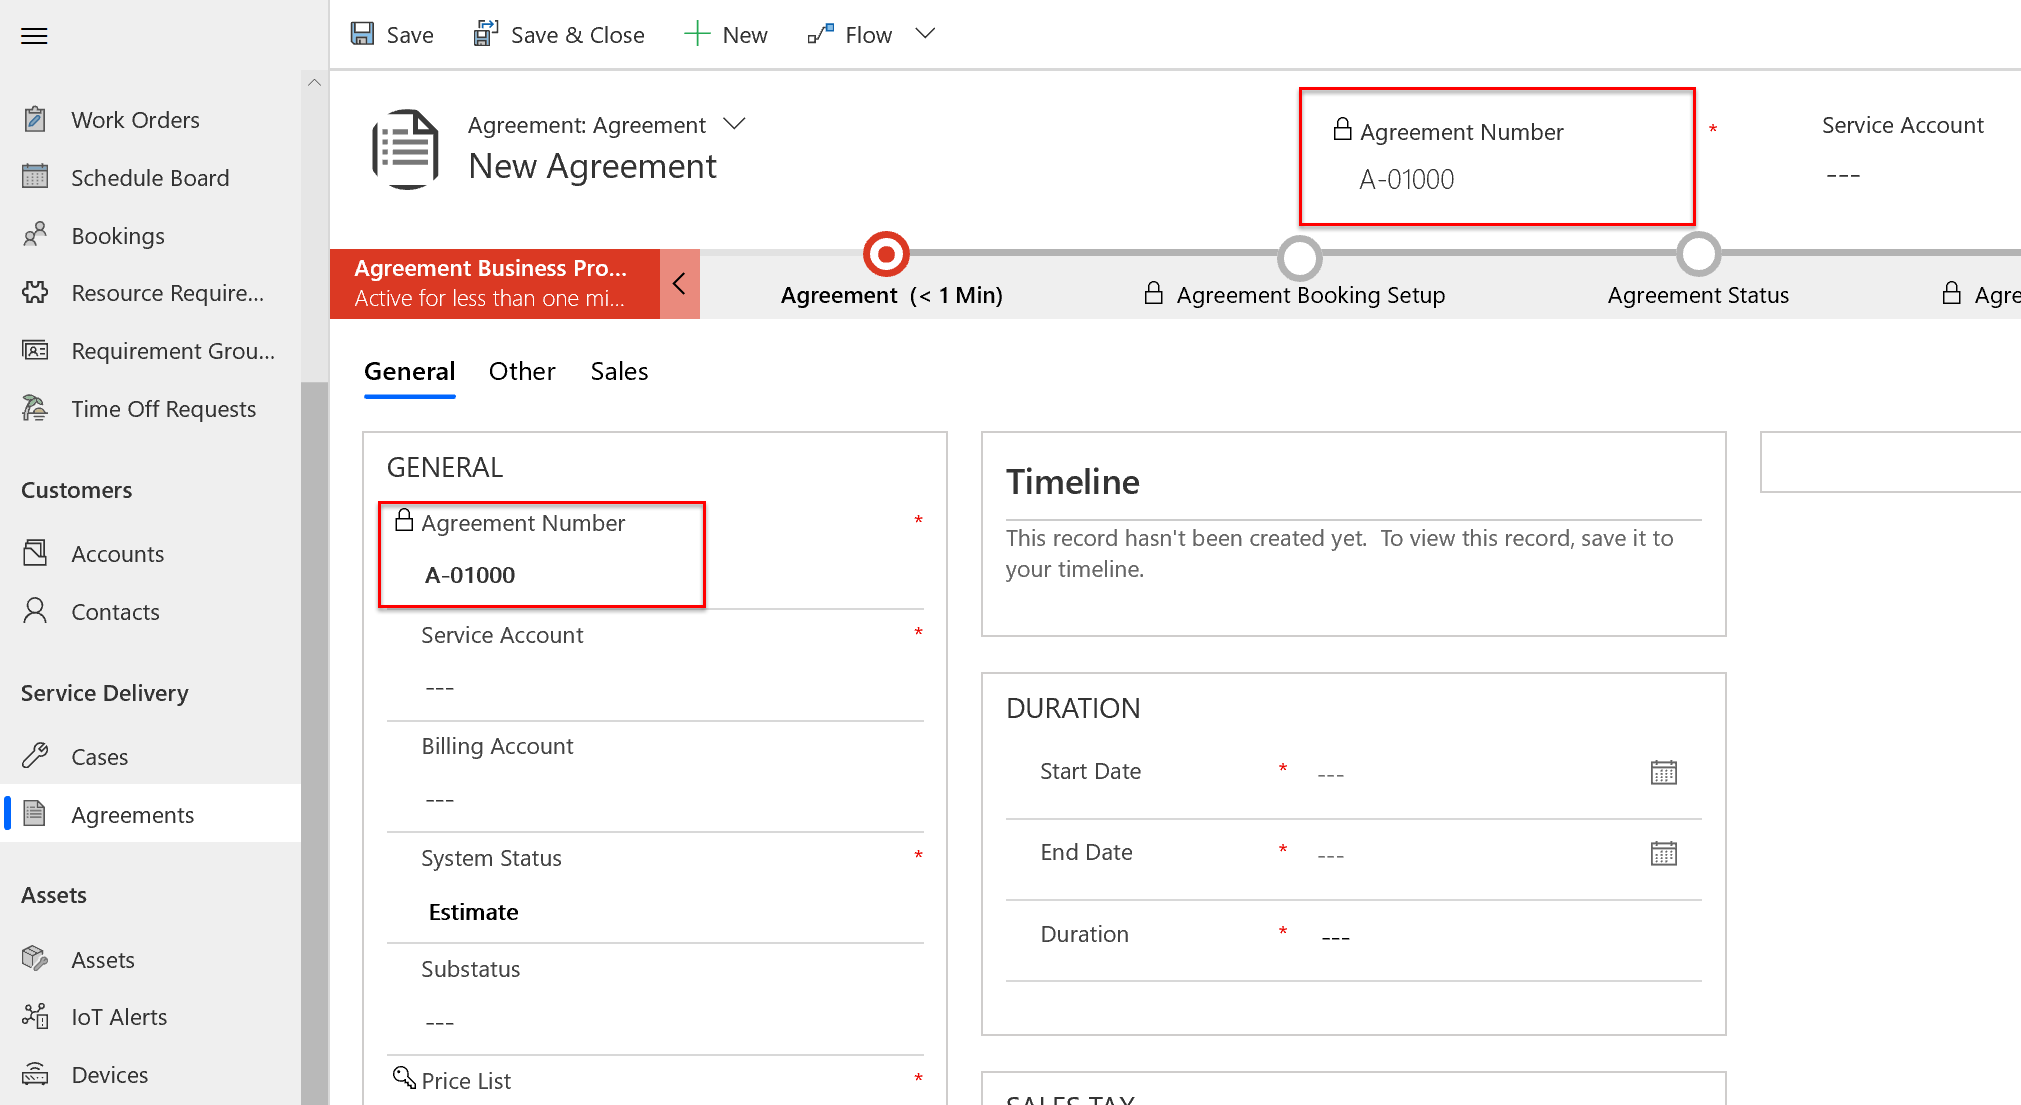 Save
Save & Close
New
Flow
Work Orders
Schedule Board
Bookings
Resource Require...
Requirement Grou...
Time Off Requests
Customers
Accounts
Contacts
Service Delivery
Cases
Agreements
Assets
Assets
IoT Alerts
Devices
Agreement: Agreement
New Agreement
Agreement Number *
A-01000
Service Account
---
Agreement Business Pro...
Active for less than one mi...
Agreement (< 1 Min)
Agreement Booking Setup
Agreement Status
Agre
General
Other
Sales
GENERAL
Agreement Number *
A-01000
Service Account *
---
Billing Account
---
System Status *
Estimate
Substatus
---
Price List *
Timeline
This record hasn't been created yet. To view this record, save it to
your timeline.
DURATION
Start Date * ---
End Date * ---
Duration * ---
SALES TAX